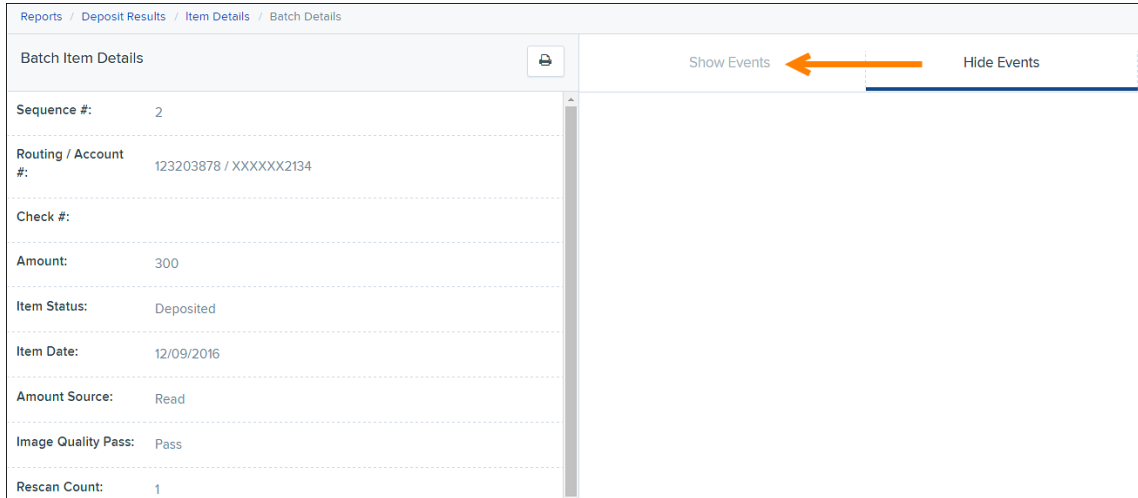 Reports / Deposit Results / Item Details / Batch Details
Batch Item Details
Show Events
Hide Events
Sequence #: 2
Routing / Account
#: 123203878 / XXXXXX2134
Check #:
Amount: 300
Item Status: Deposited
Item Date: 12/09/2016
Amount Source: Read
Image Quality Pass: Pass
Rescan Count: 1